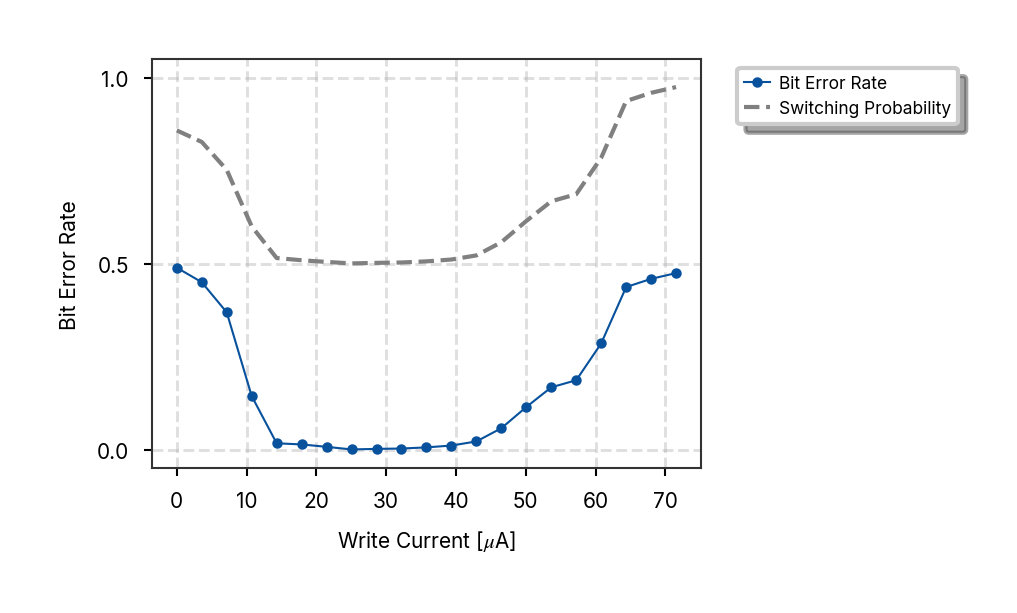 1.0
0.5
0.0
Bit Error Rate
0 10 20 30 40 50 60 70
Write Current [μA]
Bit Error Rate
Switching Probability